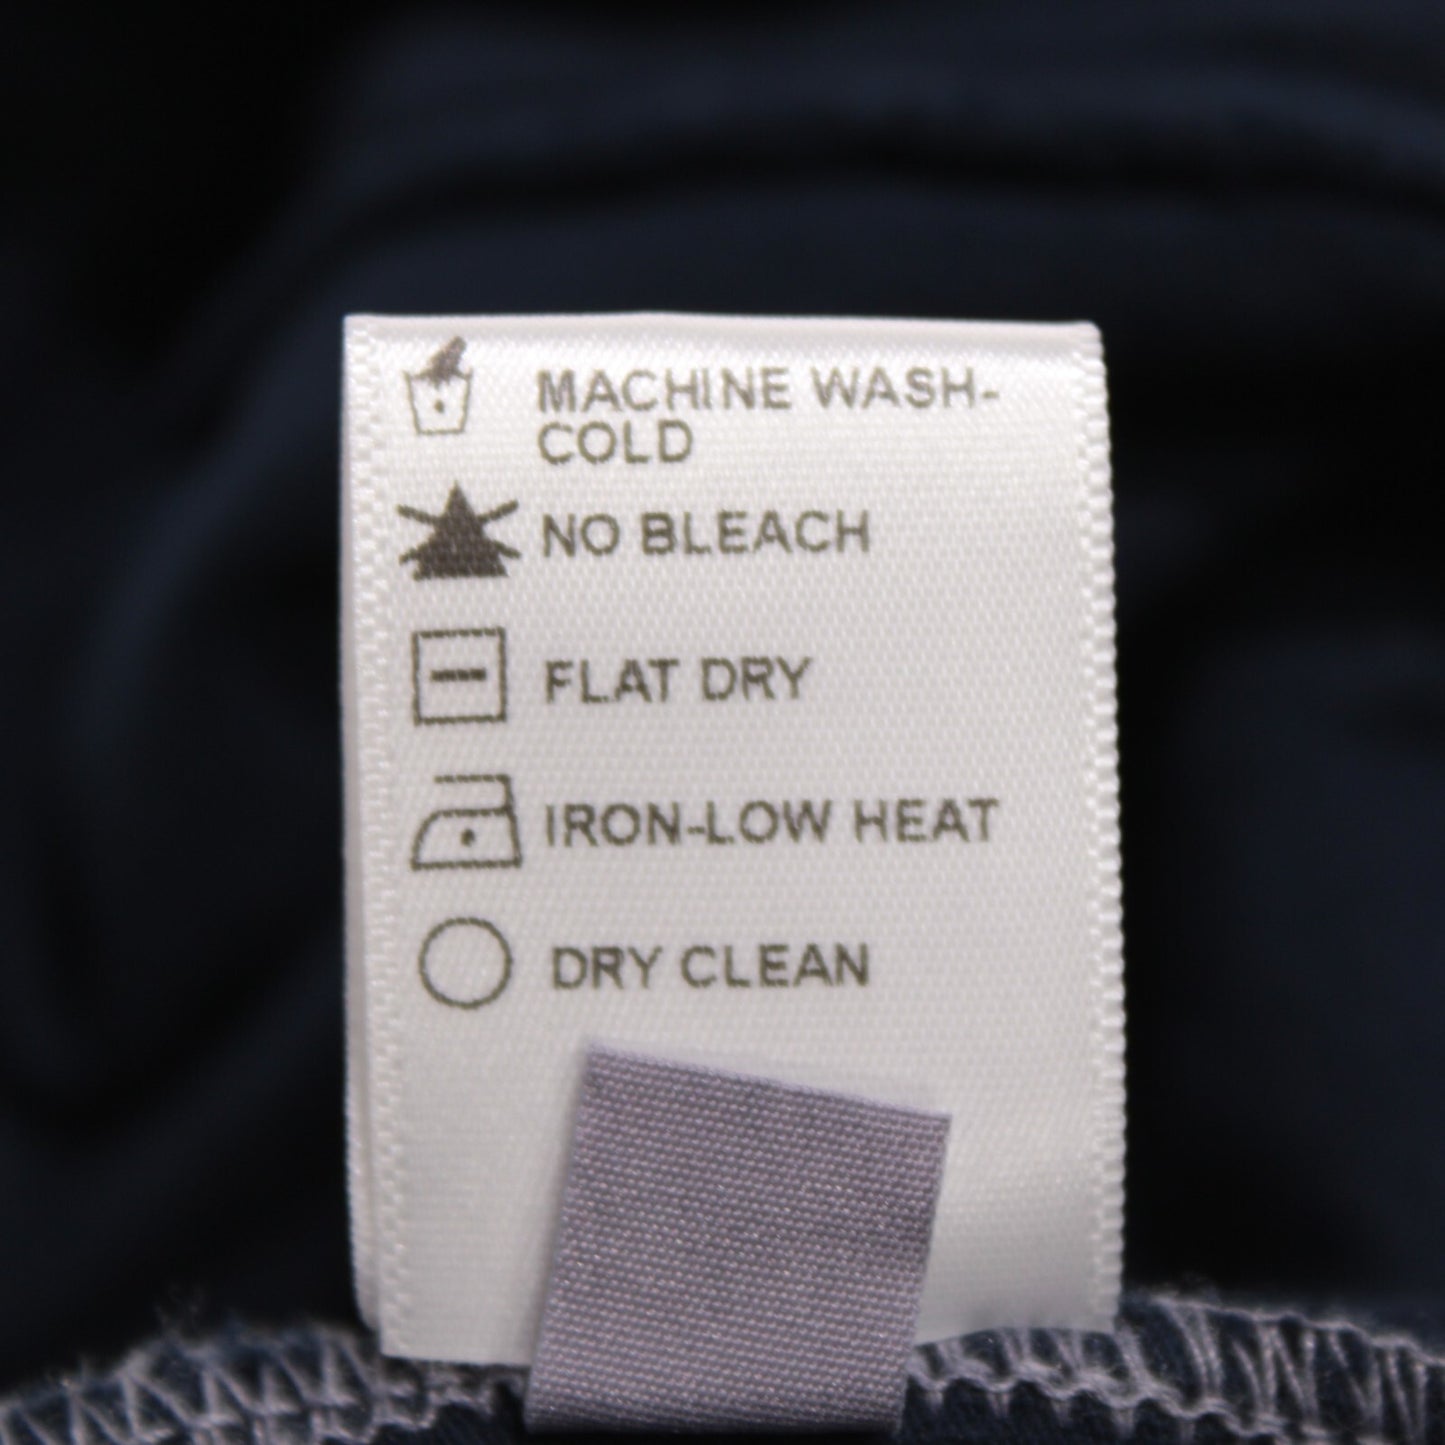 MACHINE WASH-
COLD
NO BLEACH
FLAT DRY
IRON-LOW HEAT
DRY CLEAN